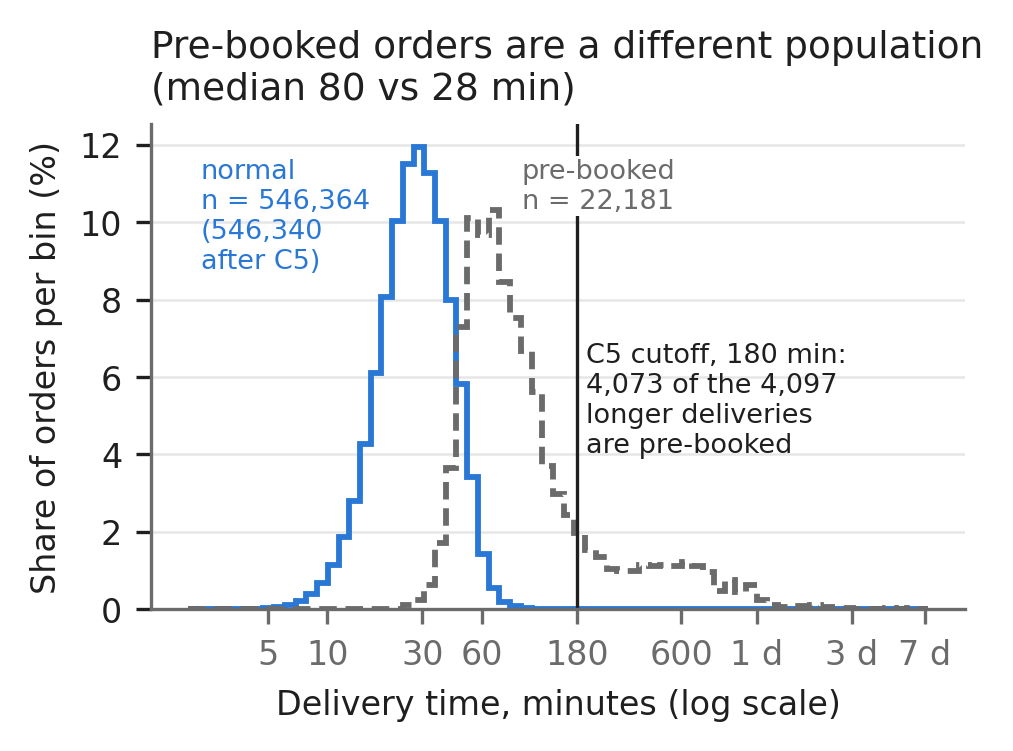 Pre-booked orders are a different population
(median 80 vs 28 min)
Share of orders per bin (%)
12
10
8
6
4
2
0
normal
n = 546,364
(546,340
after C5)
pre-booked
n = 22,181
C5 cutoff, 180 min:
4,073 of the 4,097
longer deliveries
are pre-booked
5 10 30 60 180 600 1 d 3 d 7 d
Delivery time, minutes (log scale)